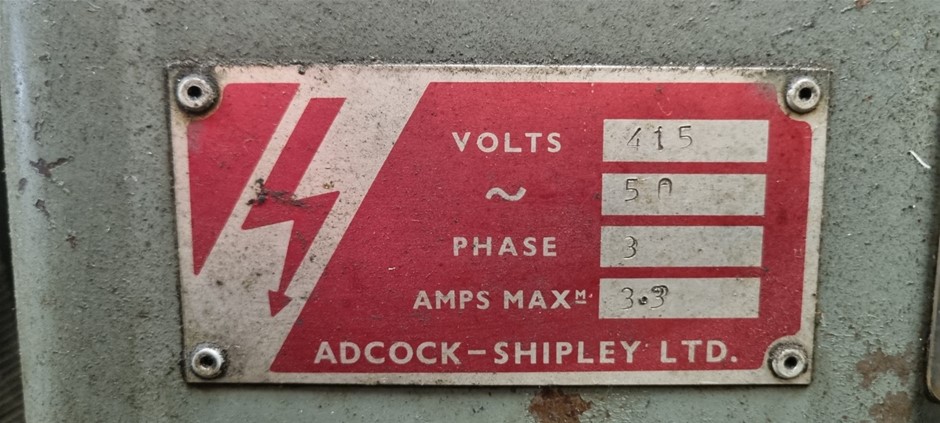 VOLTS 415
~ 50
PHASE 3
AMPS MAXM. 3.3
ADCOCK-SHIPLEY LTD.